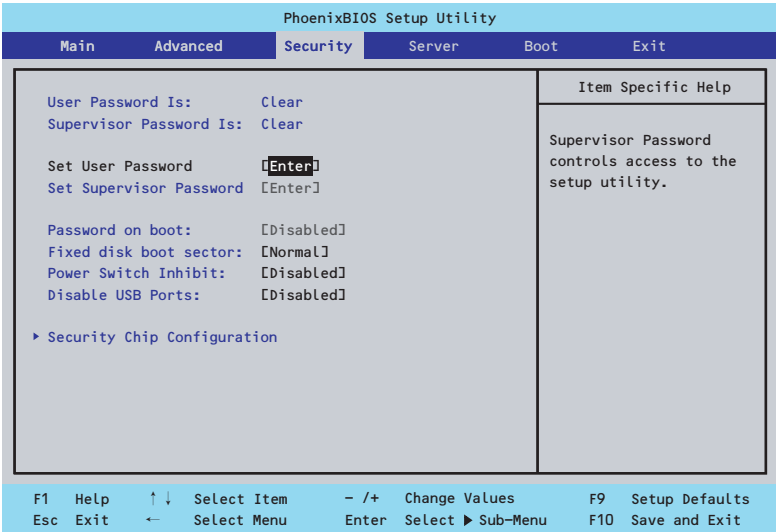 PhoenixBIOS Setup Utility
Main Advanced Security Server Boot Exit
User Password Is: Clear
Supervisor Password Is: Clear
Set User Password [Enter]
Set Supervisor Password [Enter]
Password on boot: [Disabled]
Fixed disk boot sector: [Normal]
Power Switch Inhibit: [Disabled]
Disable USB Ports: [Disabled]
▶ Security Chip Configuration
Item Specific Help
Supervisor Password
controls access to the
setup utility.
F1 Help ↑↓ Select Item - /+ Change Values F9 Setup Defaults
Esc Exit ← Select Menu Enter Select ▶ Sub-Menu F10 Save and Exit